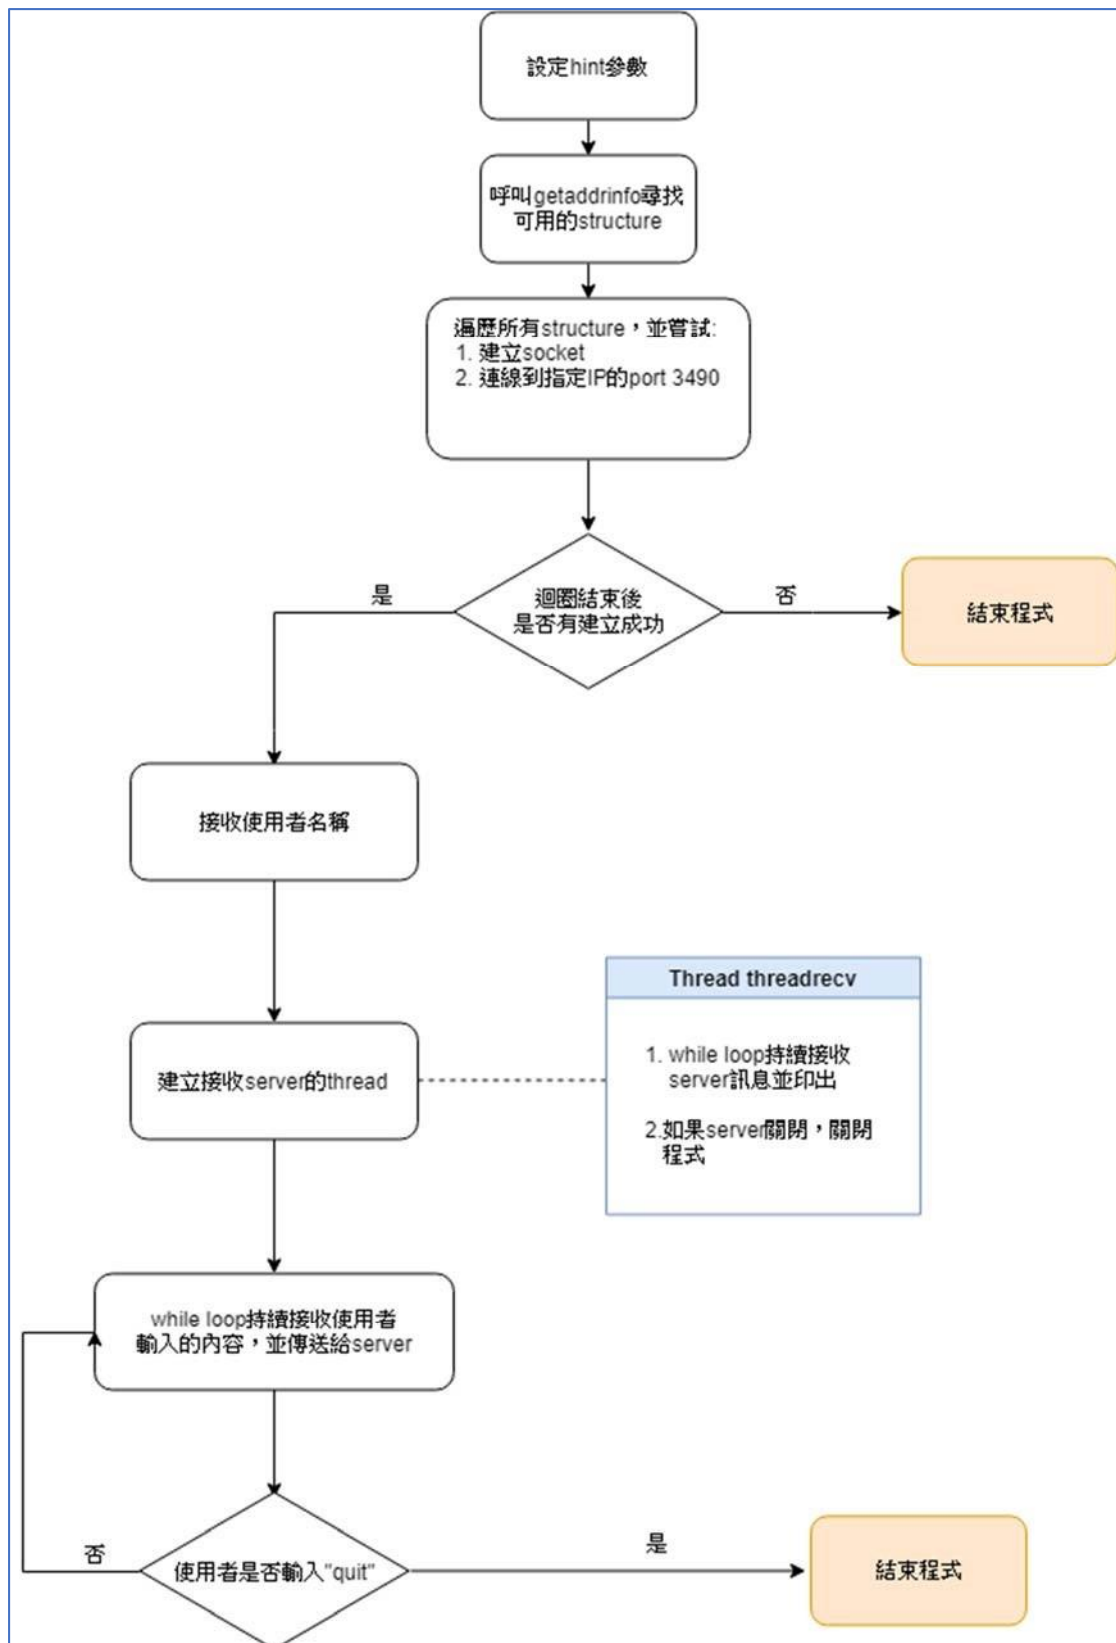 設定hint參數
呼叫getaddrinfo尋找
可用的structure
遍歷所有structure，並嘗試:
1. 建立socket
2. 連線到指定IP的port 3490
迴圈結束後
是否有建立成功
是
否
結束程式
接收使用者名稱
建立接收server的thread
Thread threadrecv
1. while loop持續接收
server訊息並印出
2.如果server關閉，關閉
程式
while loop持續接收使用者
輸入的內容，並傳送給server
使用者是否輸入"quit"
否
是
結束程式